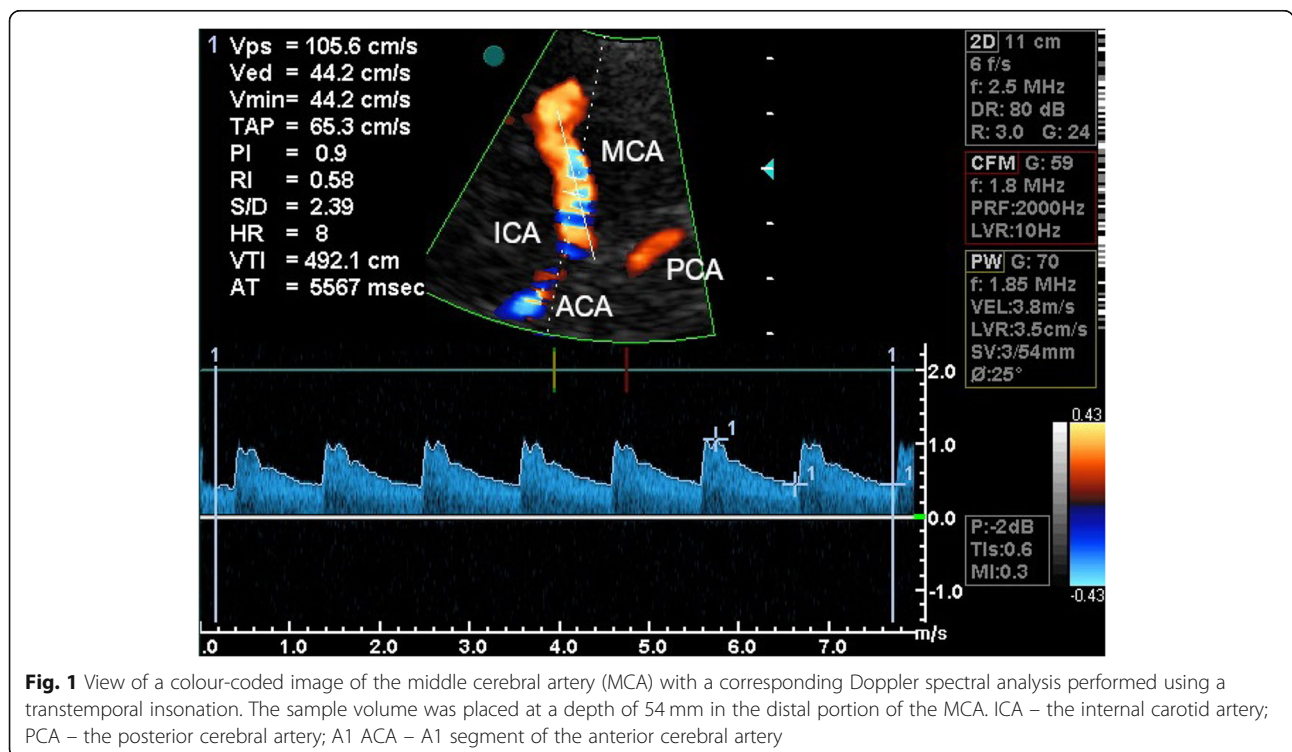 1 Vps = 105.6 cm/s
Ved = 44.2 cm/s
Vmin= 44.2 cm/s
TAP = 65.3 cm/s
PI = 0.9
RI = 0.58
S/D = 2.39
HR = 8
VTI = 492.1 cm
AT = 5567 msec
MCA
ICA
PCA
ACA
2D 11 cm
6 f/s
f: 2.5 MHz
DR: 80 dB
R: 3.0 G: 24
CFM G: 59
f: 1.8 MHz
PRF:2000Hz
LVR:10Hz
PW G: 70
f: 1.85 MHz
VEL:3.8m/s
LVR:3.5cm/s
SV:3/54mm
Ø:25°
1 1
2.0
1.0
1
1 1
0.0
-1.0
m/s
.0 1.0 2.0 3.0 4.0 5.0 6.0 7.0
0.43
-0.43
P:-2dB
TIs:0.6
MI:0.3
Fig. 1 View of a colour-coded image of the middle cerebral artery (MCA) with a corresponding Doppler spectral analysis performed using a
transtemporal insonation. The sample volume was placed at a depth of 54 mm in the distal portion of the MCA. ICA – the internal carotid artery;
PCA – the posterior cerebral artery; A1 ACA – A1 segment of the anterior cerebral artery